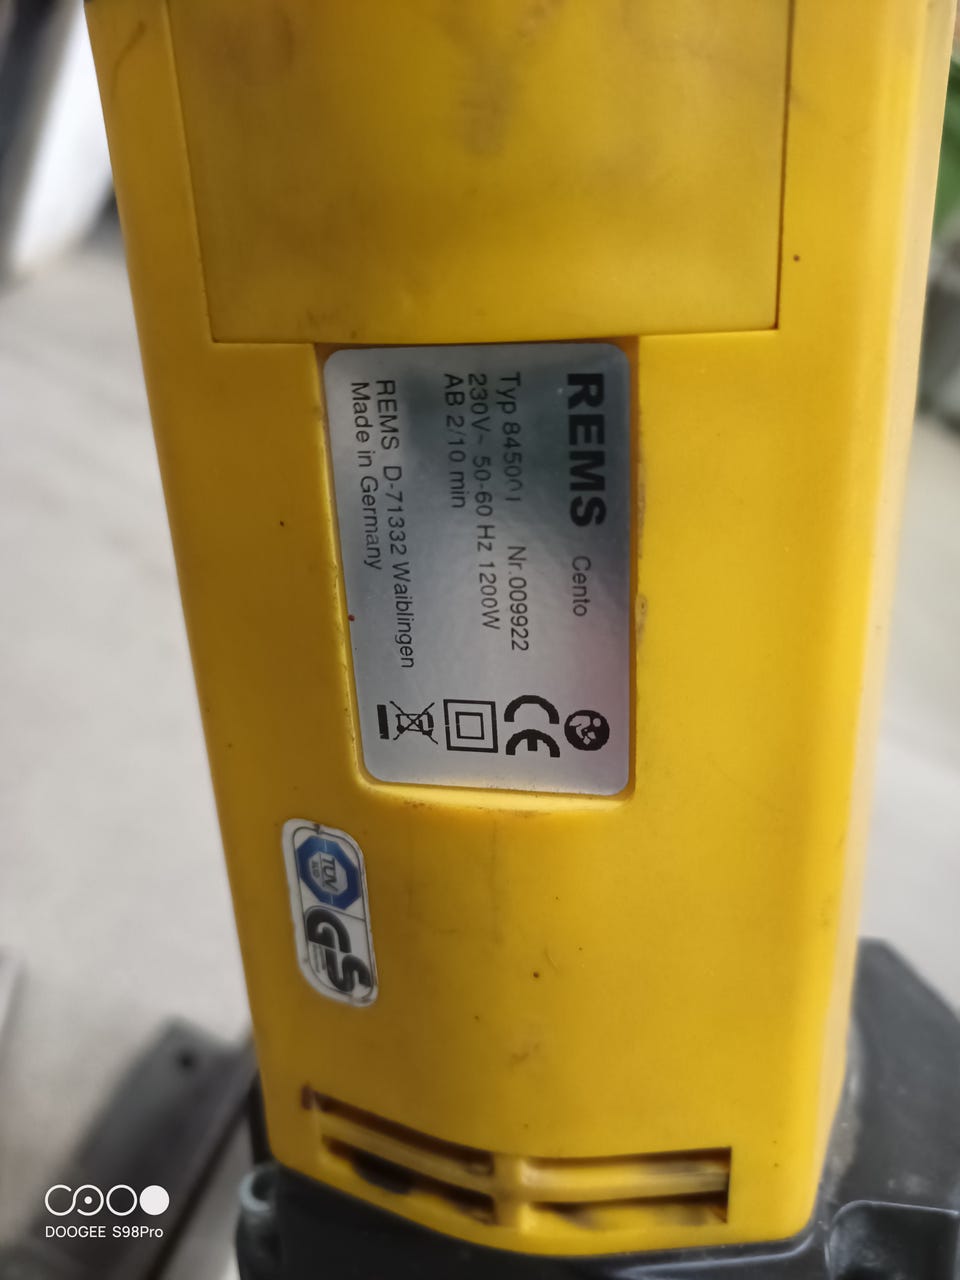 REMS Cento
Typ 845001 Nr.009922
230V~ 50-60 Hz 1200W
AB 2/10 min
REMS D-71332 Waiblingen
Made in Germany
CE
TÜV
SÜD
GS
DOOGEE S98Pro